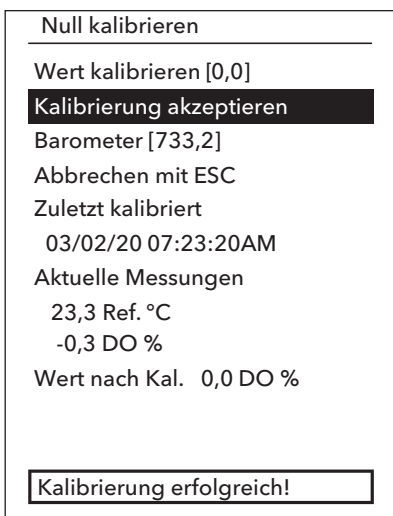 Null kalibrieren
Wert kalibrieren [0,0]
Kalibrierung akzeptieren
Barometer [733,2]
Abbrechen mit ESC
Zuletzt kalibriert
03/02/20 07:23:20AM
Aktuelle Messungen
23,3 Ref. °C
-0,3 DO %
Wert nach Kal. 0,0 DO %
Kalibrierung erfolgreich!